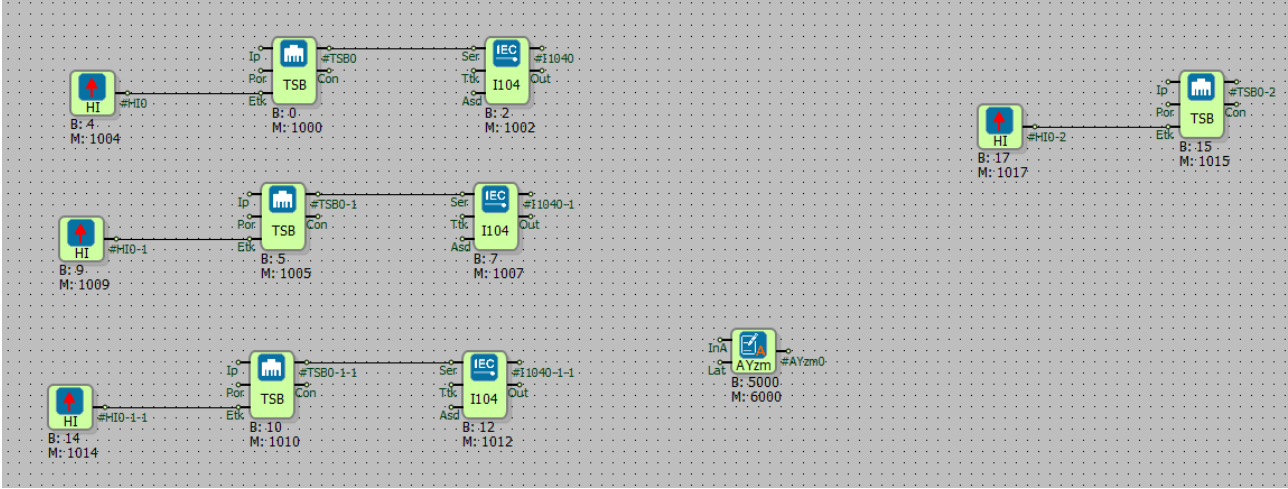 Ip #TSB0
Por Con
Etk
TSB
B: 0
M: 1000
IEC
Ser #I1040
Ttk Out
Asd
I104
B: 2
M: 1002
HI #HI0
B: 4
M: 1004
Ip #TSB0-2
Por Con
Etk
TSB
B: 15
M: 1015
HI #HI0-2
B: 17
M: 1017
Ip #TSB0-1
Por Con
Etk
TSB
B: 5
M: 1005
IEC
Ser #I1040-1
Ttk Out
Asd
I104
B: 7
M: 1007
HI #HI0-1
B: 9
M: 1009
InA
Lat #AYzm0
A
AYzm
B: 5000
M: 6000
Ip #TSB0-1-1
Por Con
Etk
TSB
B: 10
M: 1010
IEC
Ser #I1040-1-1
Ttk Out
Asd
I104
B: 12
M: 1012
HI #HI0-1-1
B: 14
M: 1014